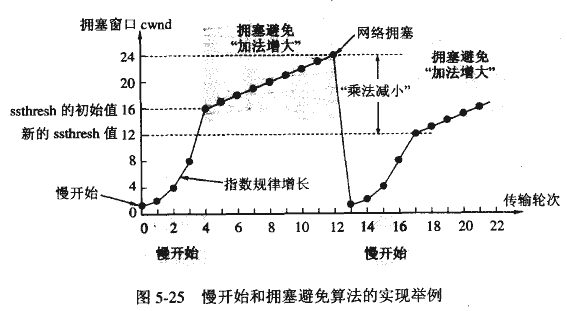 拥塞窗口 cwnd
拥塞避免
“加法增大”
网络拥塞
拥塞避免
“加法增大”
24
20
ssthresh 的初始值 16
“乘法减小”
新的 ssthresh 值 12
8
4
指数规律增长
慢开始
0
0 2 4 6 8 10 12 14 16 18 20 22
传输轮次
慢开始
慢开始
图 5-25 慢开始和拥塞避免算法的实现举例